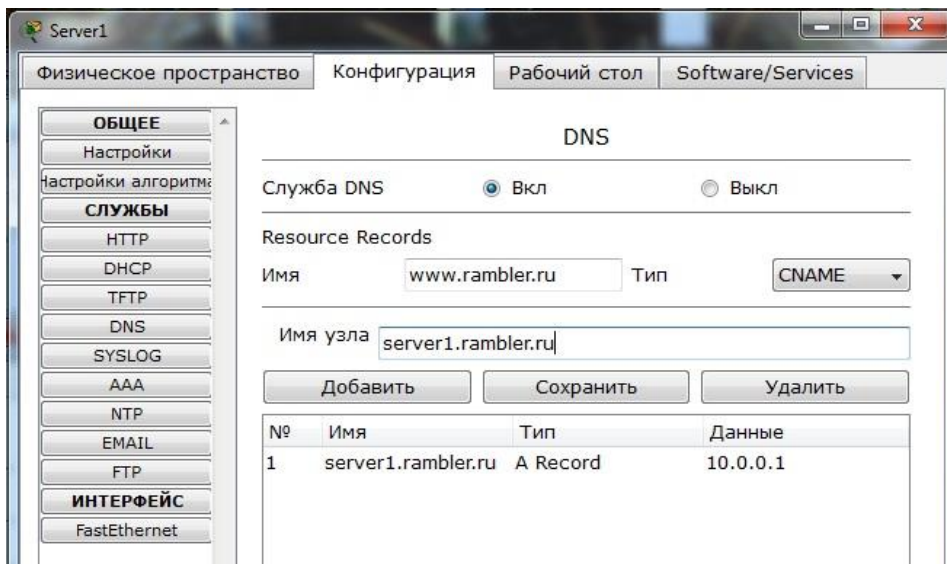 Server1
Физическое пространство Конфигурация Рабочий стол Software/Services
ОБЩЕЕ
Настройки
Настройки алгоритма
СЛУЖБЫ
HTTP
DHCP
TFTP
DNS
SYSLOG
AAA
NTP
EMAIL
FTP
ИНТЕРФЕЙС
FastEthernet
DNS
Служба DNS Вкл Выкл
Resource Records
Имя www.rambler.ru Тип CNAME
Имя узла server1.rambler.ru
Добавить Сохранить Удалить
№ Имя Тип Данные
1 server1.rambler.ru A Record 10.0.0.1